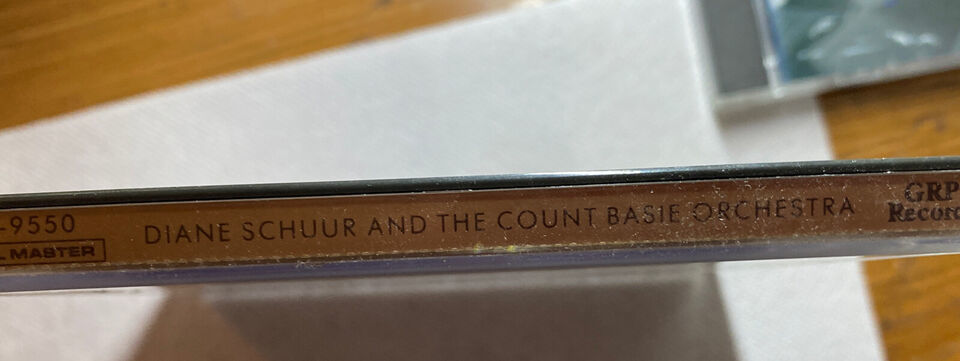 -9550
L MASTER
DIANE SCHUUR AND THE COUNT BASIE ORCHESTRA
GRP
Record